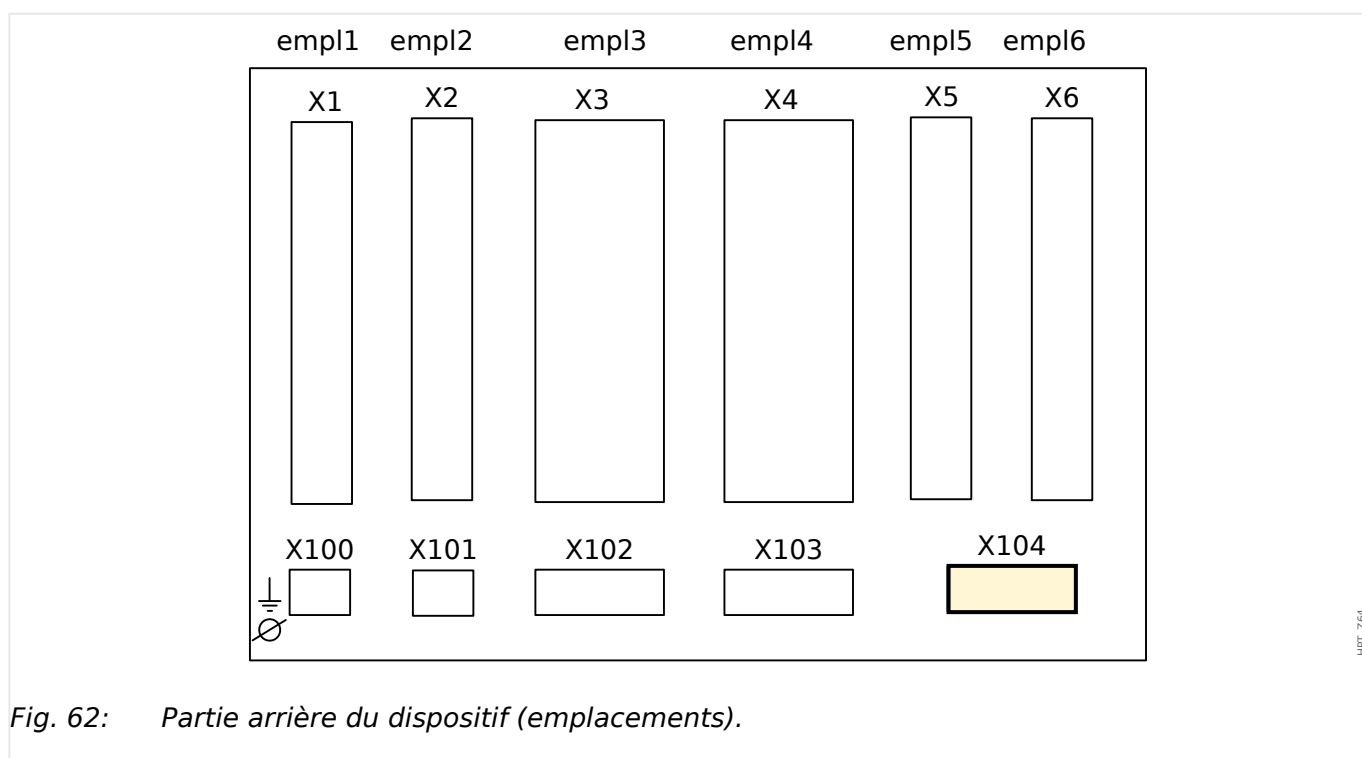 empl1 empl2 empl3 empl4 empl5 empl6
X1 X2 X3 X4 X5 X6
X100 X101 X102 X103 X104
Fig. 62: Partie arrière du dispositif (emplacements).